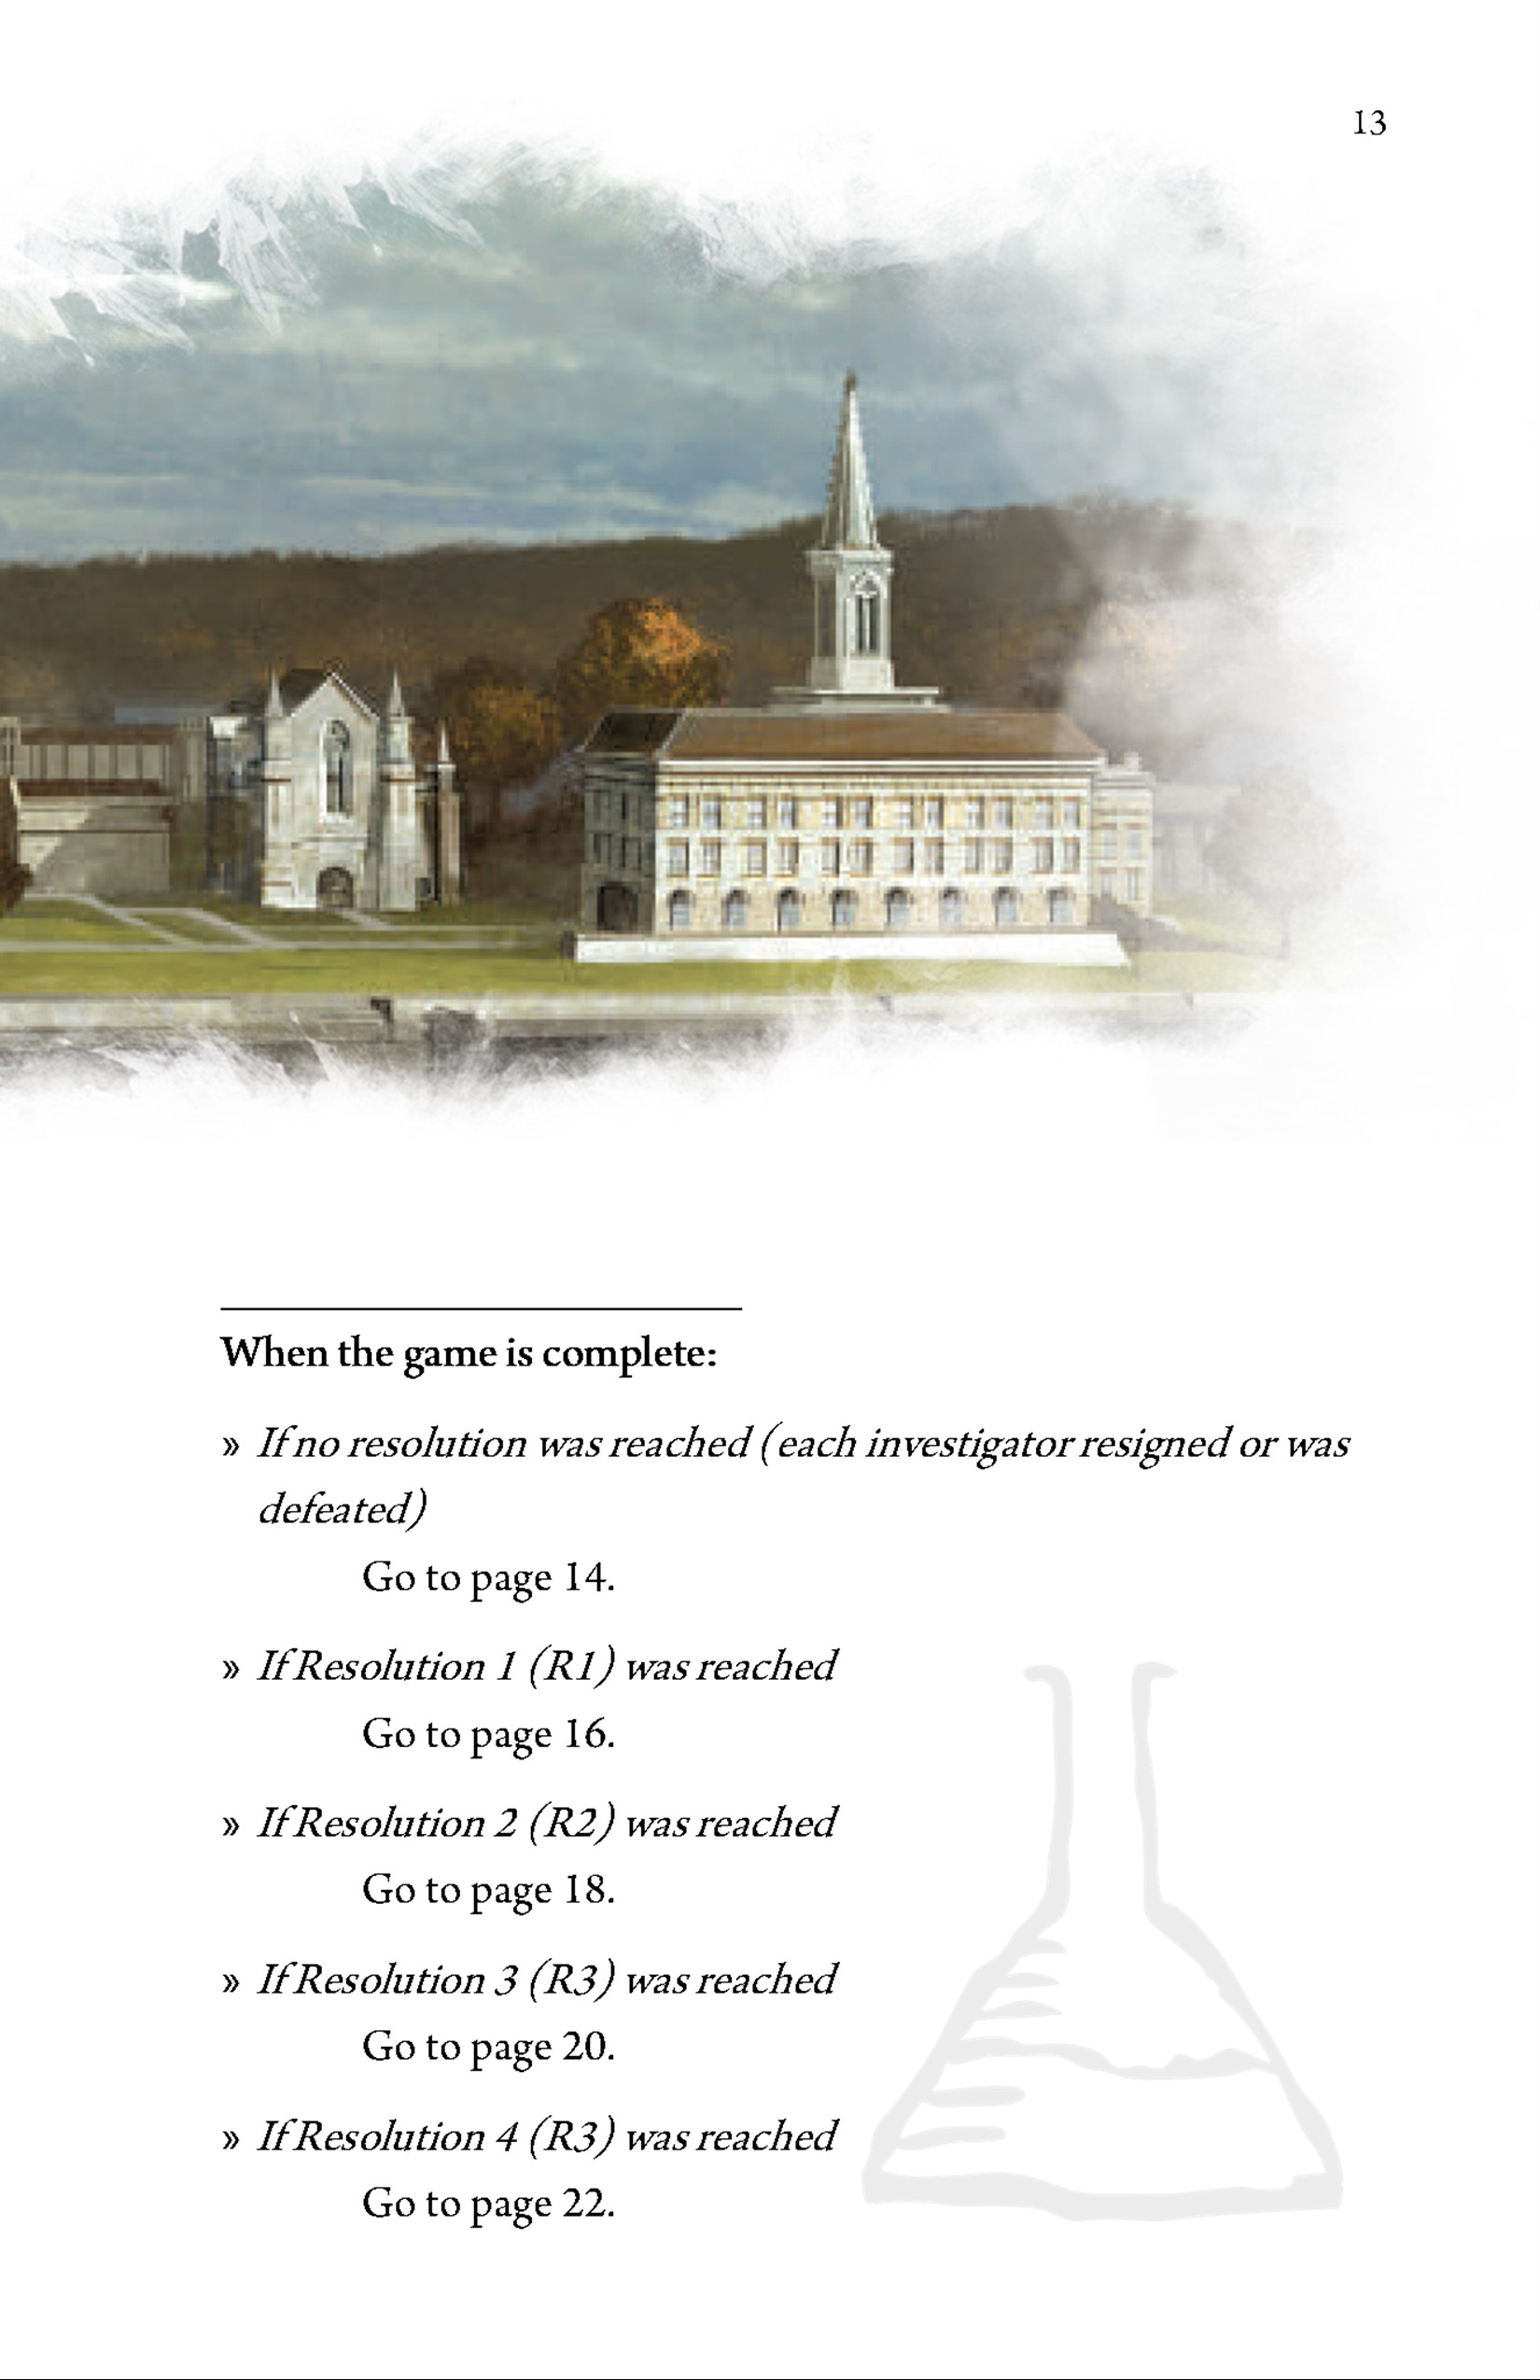 13
When the game is complete:
» If no resolution was reached (each investigator resigned or was
defeated)
Go to page 14.
» If Resolution 1 (R1) was reached
Go to page 16.
» If Resolution 2 (R2) was reached
Go to page 18.
» If Resolution 3 (R3) was reached
Go to page 20.
» If Resolution 4 (R3) was reached
Go to page 22.